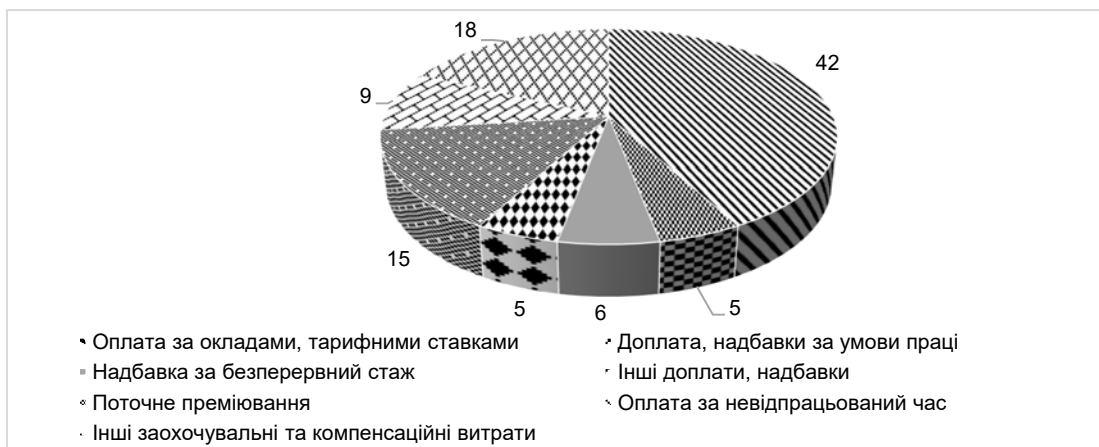 18
42
9
15
5
6
5
Оплата за окладами, тарифними ставками
Доплата, надбавки за умови праці
Надбавка за безперервний стаж
Інші доплати, надбавки
Поточне преміювання
Оплата за невідпрацьований час
Інші заохочувальні та компенсаційні витрати